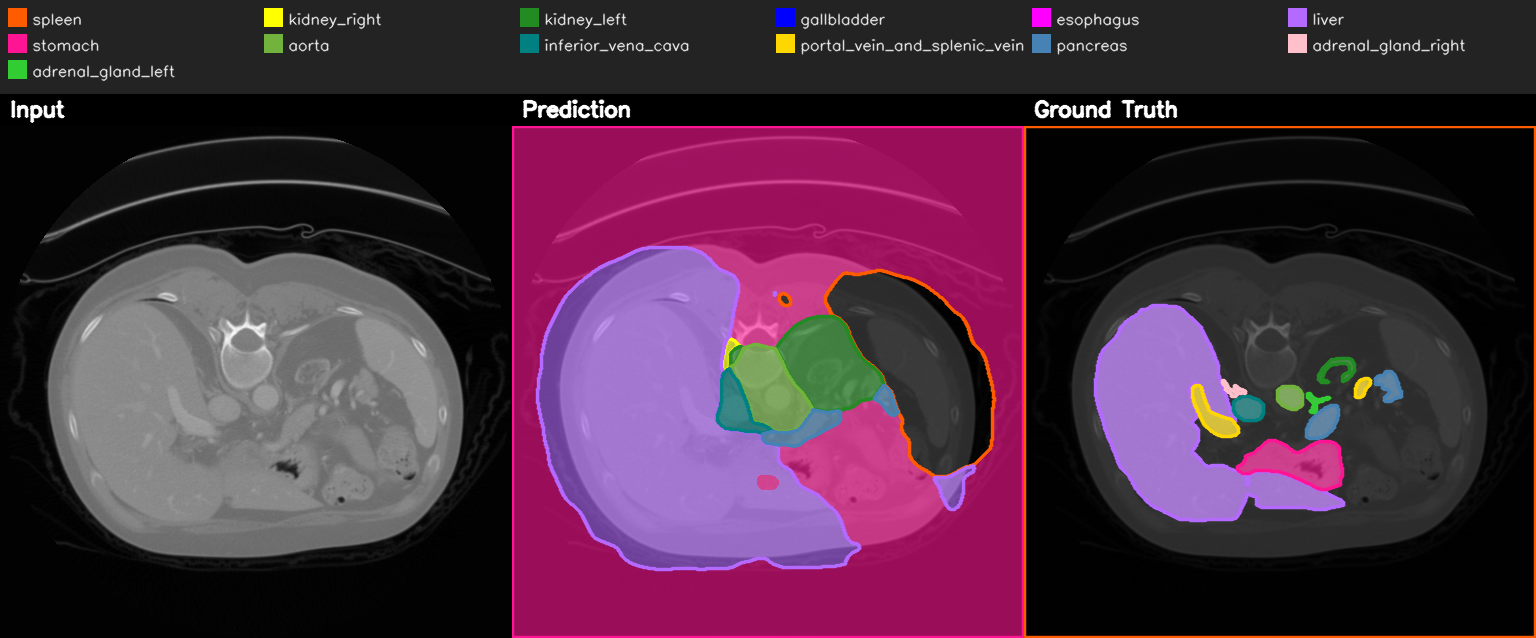 spleen kidney_right kidney_left gallbladder esophagus liver
stomach aorta inferior_vena_cava portal_vein_and_splenic_vein pancreas adrenal_gland_right
adrenal_gland_left
Input Prediction Ground Truth